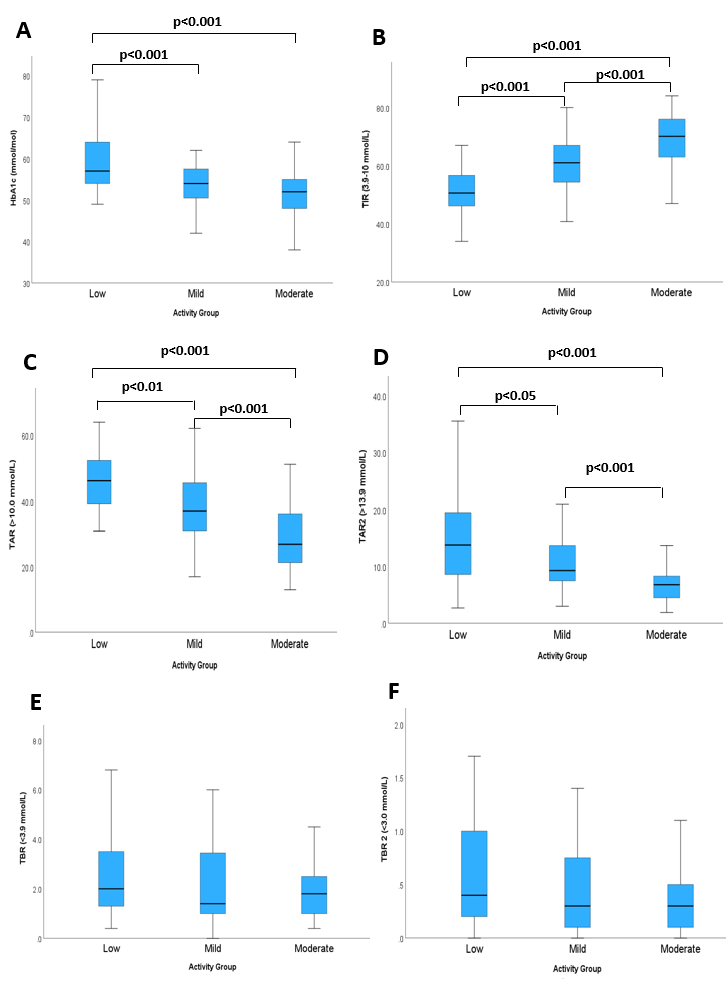 A
p<0.001
p<0.001
HbA1c (mmol/mol)
80
70
60
50
40
30
Low
Mild
Moderate
Activity Group
B
p<0.001
p<0.001
p<0.001
TIR (3.9-10 mmol/L)
80.0
60.0
40.0
20.0
Low
Mild
Moderate
Activity Group
C
p<0.001
p<0.01
p<0.001
TAR (>10.0 mmol/L)
60.0
40.0
20.0
.0
Low
Mild
Moderate
Activity Group
D
p<0.001
p<0.05
p<0.001
TAR2 (>13.9 mmol/L)
40.0
30.0
20.0
10.0
.0
Low
Mild
Moderate
Activity Group
E
TBR (<3.9 mmol/L)
8.0
6.0
4.0
2.0
.0
Low
Mild
Moderate
Activity Group
F
TBR 2 (<3.0 mmol/L)
2.0
1.5
1.0
.5
.0
Low
Mild
Moderate
Activity Group